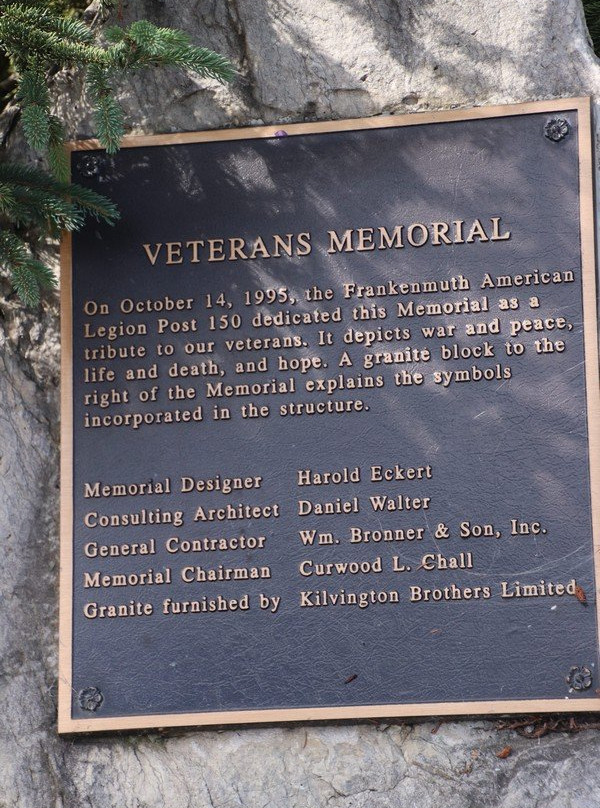 VETERANS MEMORIAL
On October 14, 1995, the Frankenmuth American
Legion Post 150 dedicated this Memorial as a
tribute to our veterans. It depicts war and peace,
life and death, and hope. A granite block to the
right of the Memorial explains the symbols
incorporated in the structure.
Memorial Designer Harold Eckert
Consulting Architect Daniel Walter
General Contractor Wm. Bronner & Son, Inc.
Memorial Chairman Curwood L. Chall
Granite furnished by Kilvington Brothers Limited